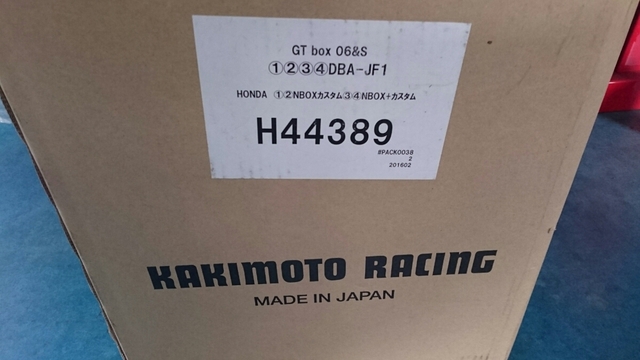 GT box 06&S
①②③④DBA-JF1
HONDA ①②NBOXカスタム③④NBOX+カスタム
H44389
#PACK0038
2
201602
KAKIMOTO RACING
MADE IN JAPAN